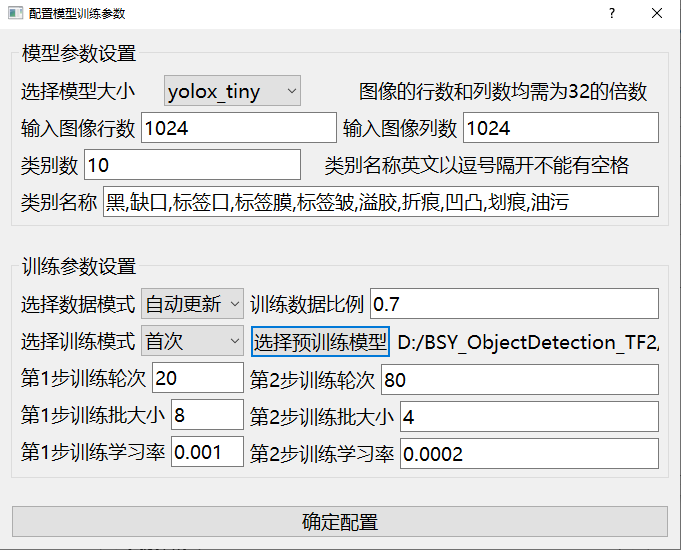 配置模型训练参数
模型参数设置
选择模型大小 yolox_tiny 图像的行数和列数均需为32的倍数
输入图像行数 1024 输入图像列数 1024
类别数 10 类别名称英文以逗号隔开不能有空格
类别名称 黑,缺口,标签口,标签膜,标签皱,溢胶,折痕,凹凸,划痕,油污
训练参数设置
选择数据模式 自动更新 训练数据比例 0.7
选择训练模式 首次 选择预训练模型 D:/BSY_ObjectDetection_TF2/
第1步训练轮次 20 第2步训练轮次 80
第1步训练批大小 8 第2步训练批大小 4
第1步训练学习率 0.001 第2步训练学习率 0.0002
确定配置